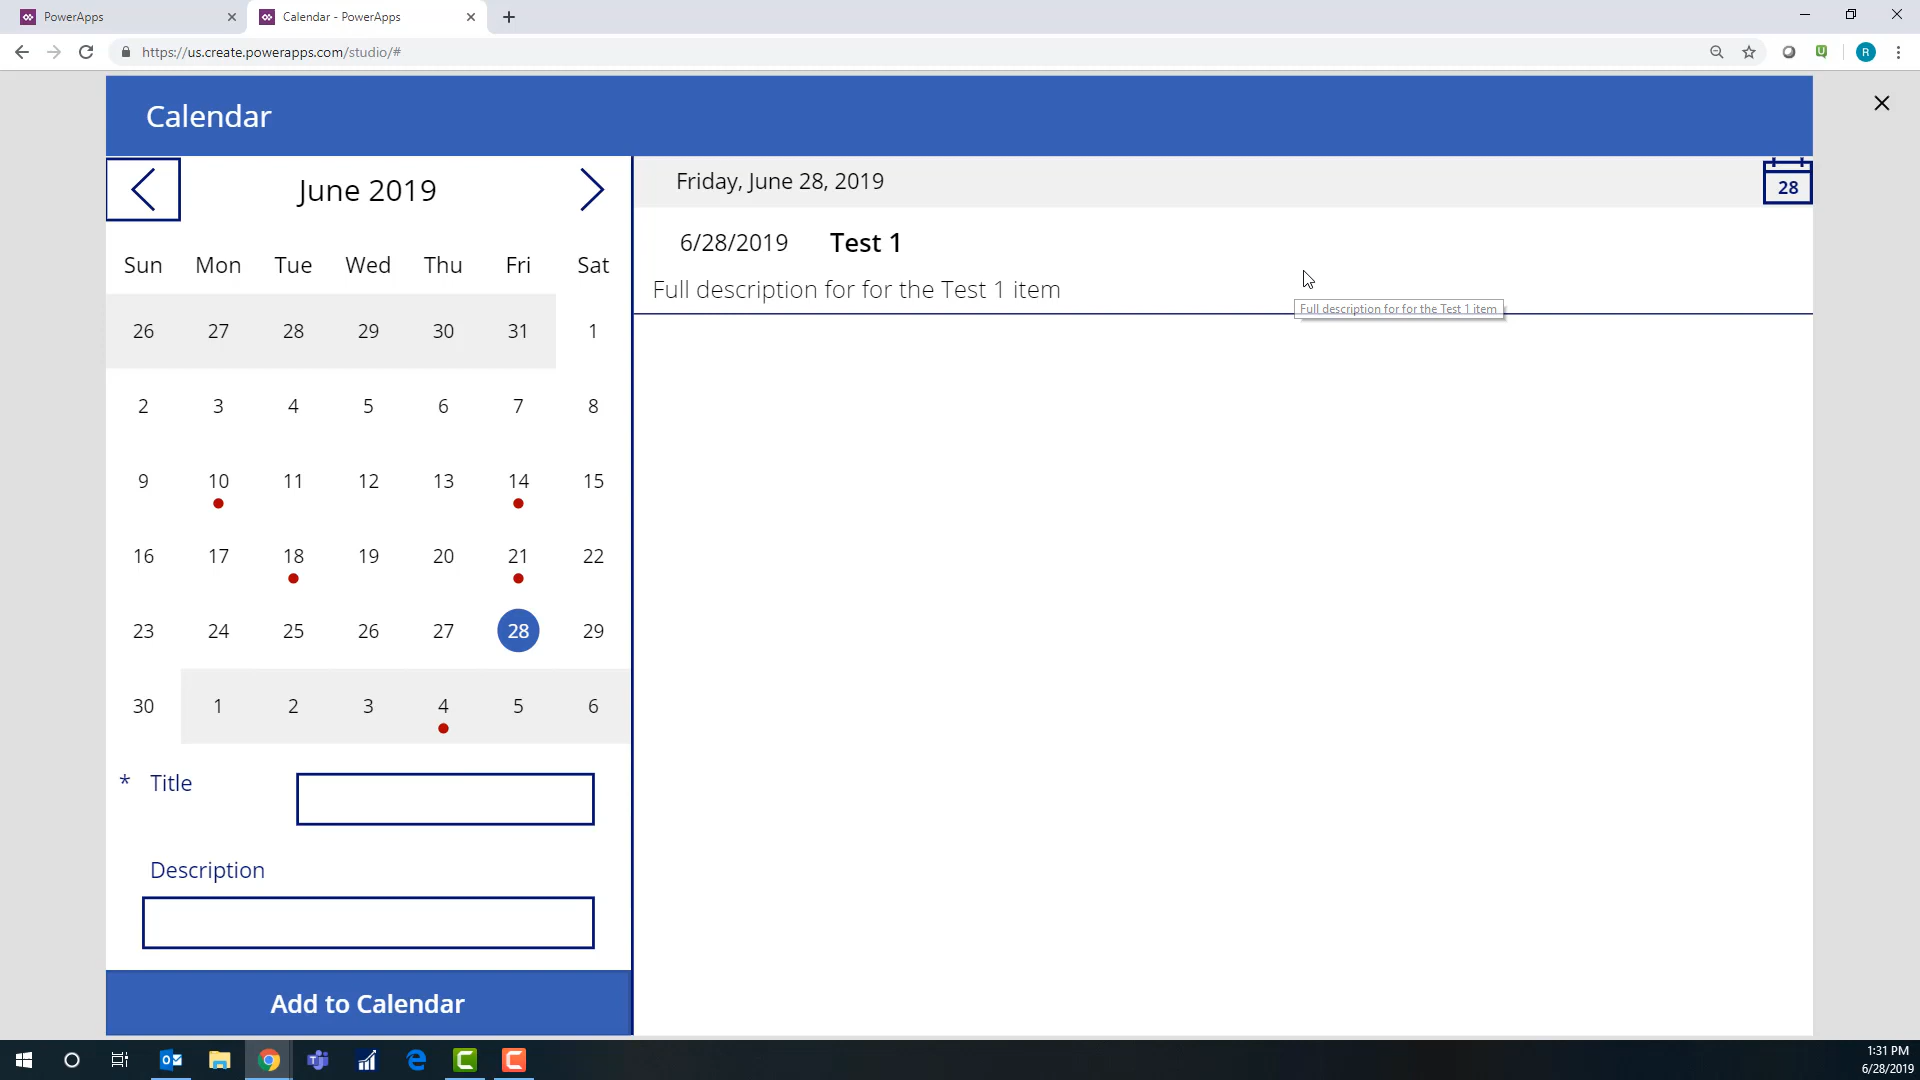 PowerApps
Calendar - PowerApps
https://us.create.powerapps.com/studio/#
R
Calendar
June 2019
Sun Mon Tue Wed Thu Fri Sat
26 27 28 29 30 31 1
2 3 4 5 6 7 8
9 10 11 12 13 14 15
16 17 18 19 20 21 22
23 24 25 26 27 28 29
30 1 2 3 4 5 6
* Title
Description
Add to Calendar
Friday, June 28, 2019
28
6/28/2019 Test 1
Full description for for the Test 1 item
Full description for for the Test 1 item
1:31 PM
6/28/2019